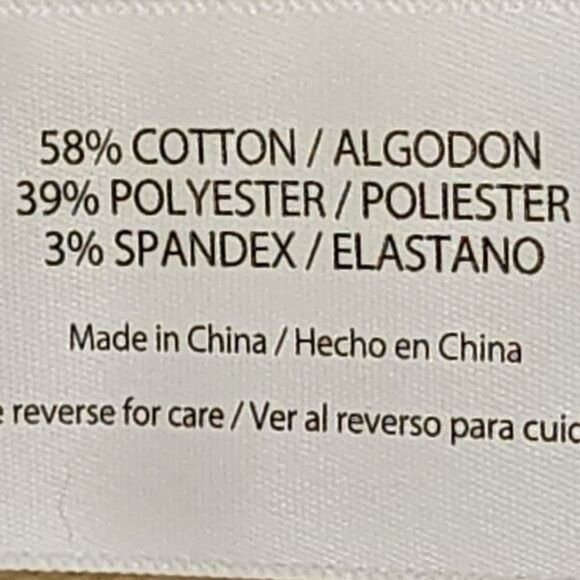 58% COTTON / ALGODON
39% POLYESTER / POLIESTER
3% SPANDEX / ELASTANO
Made in China / Hecho en China
reverse for care / Ver al reverso para